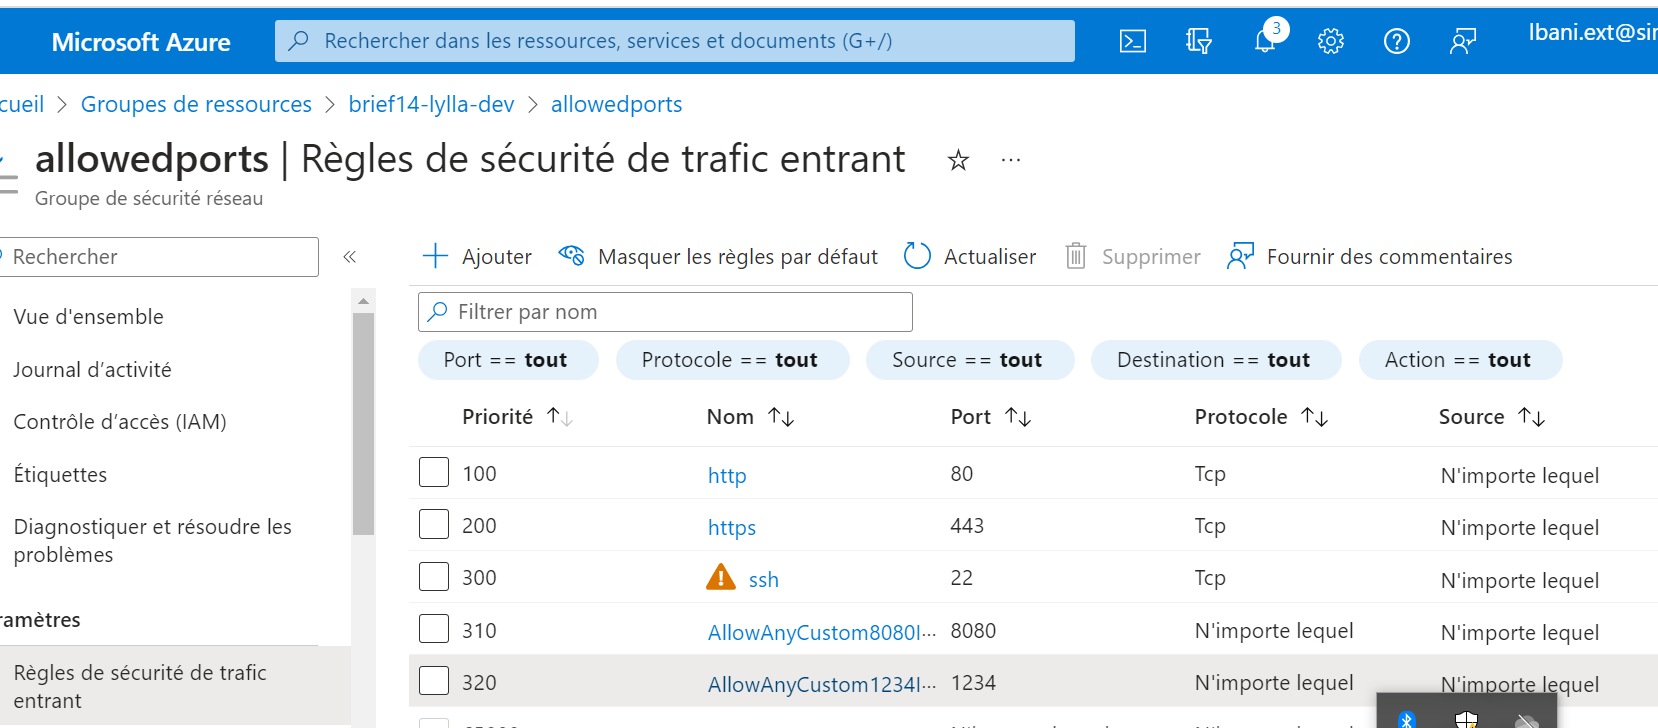 Microsoft Azure
Rechercher dans les ressources, services et documents (G+/)
3
lbani.ext@sir
cueil > Groupes de ressources > brief14-lylla-dev > allowedports
allowedports | Règles de sécurité de trafic entrant
Groupe de sécurité réseau
Rechercher
«
Ajouter
Masquer les règles par défaut
Actualiser
Supprimer
Fournir des commentaires
Vue d'ensemble
Journal d’activité
Contrôle d’accès (IAM)
Étiquettes
Diagnostiquer et résoudre les
problèmes
ramètres
Règles de sécurité de trafic
entrant
Filtrer par nom
Port == tout
Protocole == tout
Source == tout
Destination == tout
Action == tout
Priorité Nom Port Protocole Source
100 http 80 Tcp N'importe lequel
200 https 443 Tcp N'importe lequel
300 ssh 22 Tcp N'importe lequel
310 AllowAnyCustom8080I... 8080 N'importe lequel N'importe lequel
320 AllowAnyCustom1234I... 1234 N'importe lequel N'importe lequel